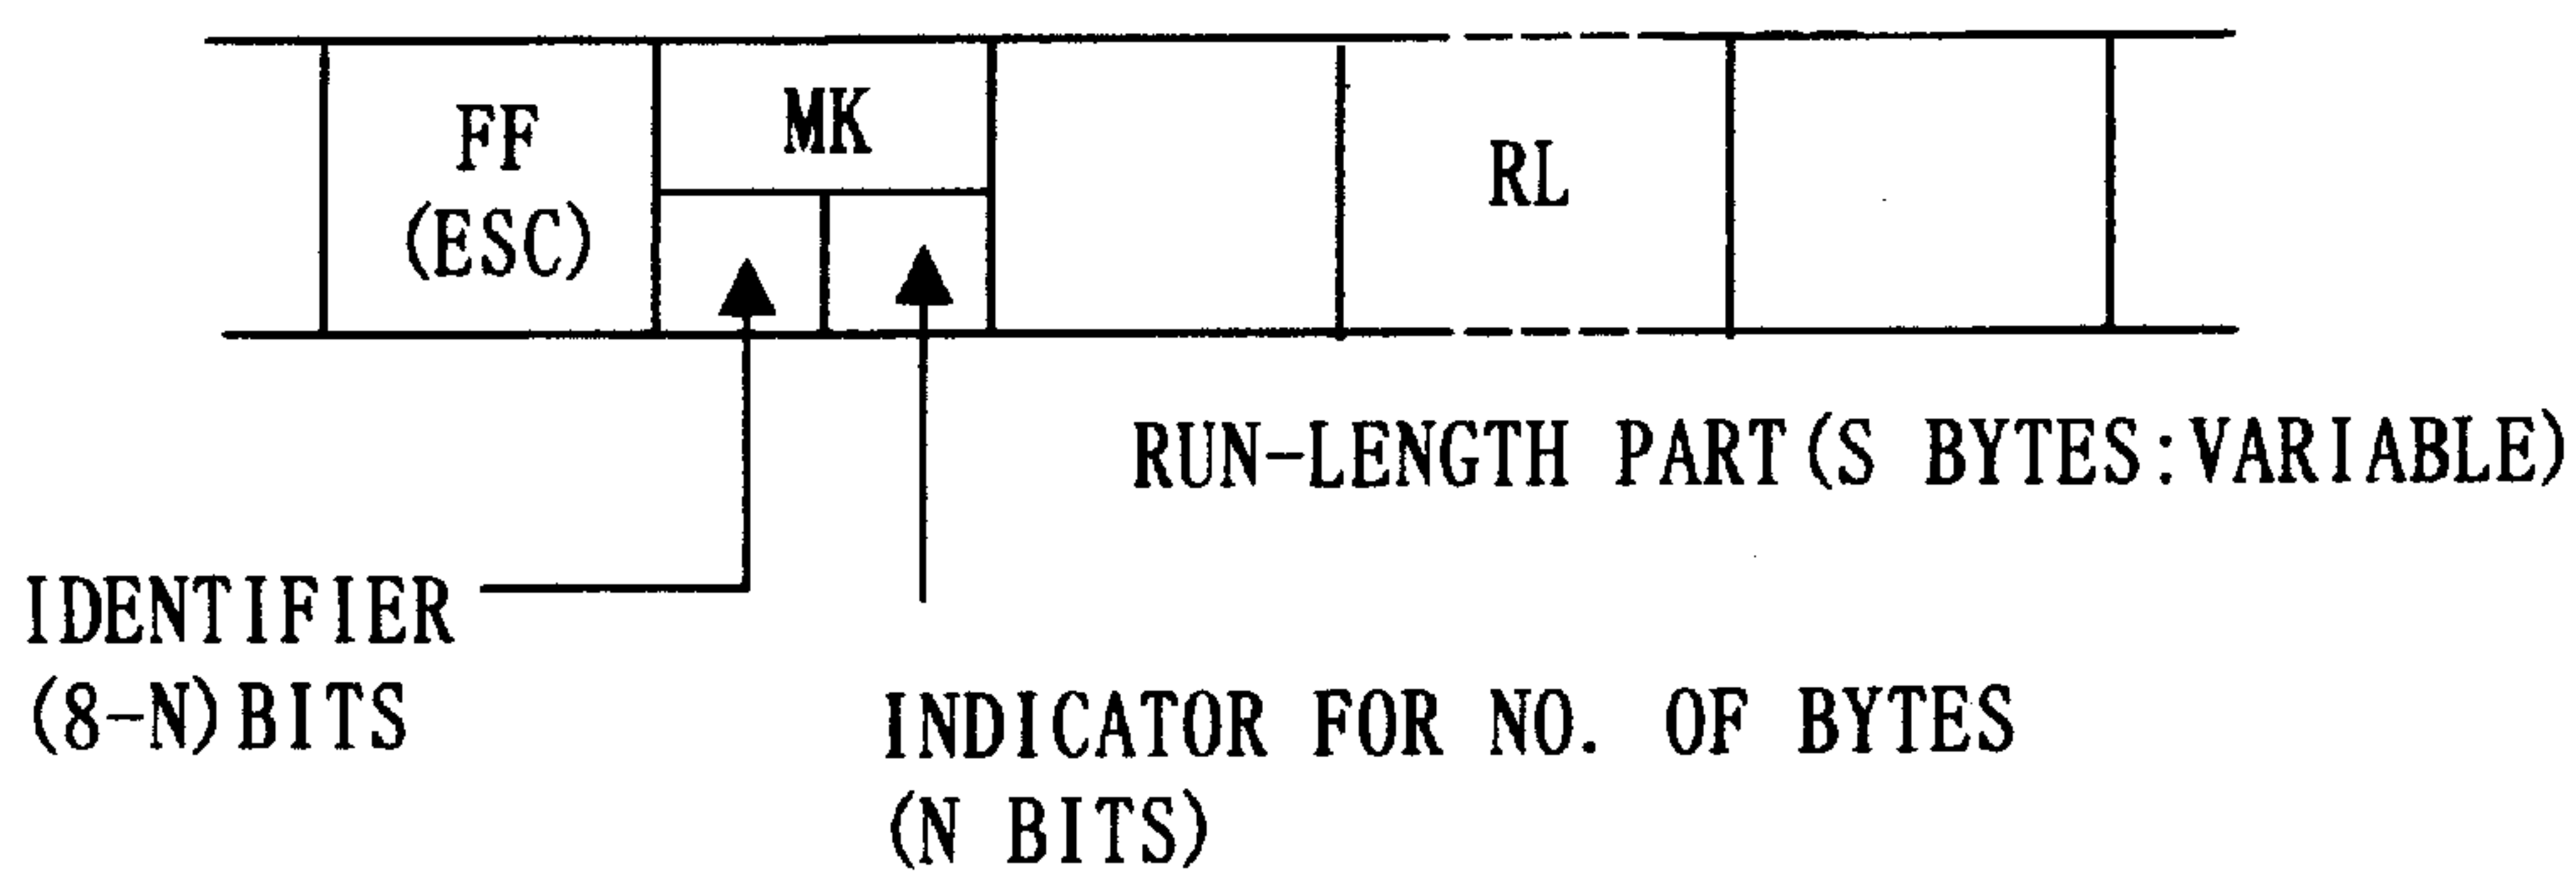 FF
(ESC)
MK
RL
RUN-LENGTH PART(S BYTES:VARIABLE)
IDENTIFIER
(8-N)BITS
INDICATOR FOR NO. OF BYTES
(N BITS)